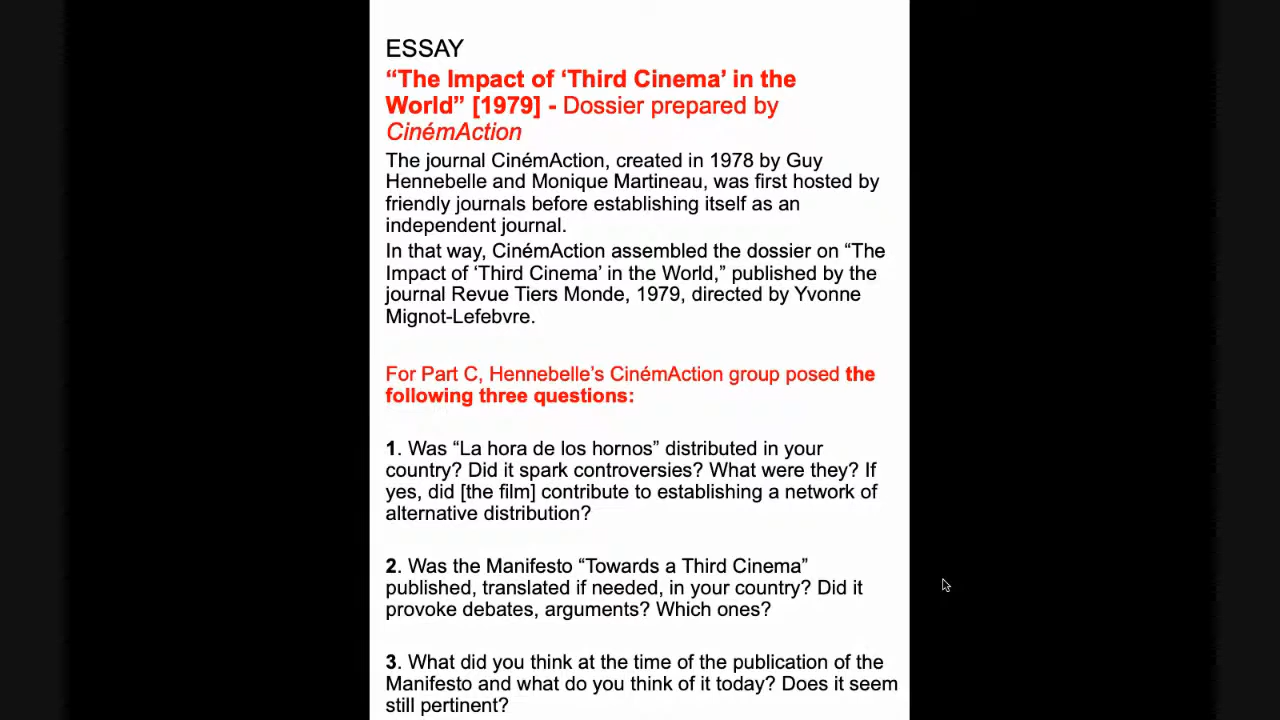 ESSAY
“The Impact of ‘Third Cinema’ in the
World” [1979] - Dossier prepared by
CinémAction
The journal CinémAction, created in 1978 by Guy
Hennebelle and Monique Martineau, was first hosted by
friendly journals before establishing itself as an
independent journal.
In that way, CinémAction assembled the dossier on “The
Impact of ‘Third Cinema’ in the World,” published by the
journal Revue Tiers Monde, 1979, directed by Yvonne
Mignot-Lefebvre.
For Part C, Hennebelle’s CinémAction group posed the
following three questions:
1. Was “La hora de los hornos” distributed in your
country? Did it spark controversies? What were they? If
yes, did [the film] contribute to establishing a network of
alternative distribution?
2. Was the Manifesto “Towards a Third Cinema”
published, translated if needed, in your country? Did it
provoke debates, arguments? Which ones?
3. What did you think at the time of the publication of the
Manifesto and what do you think of it today? Does it seem
still pertinent?